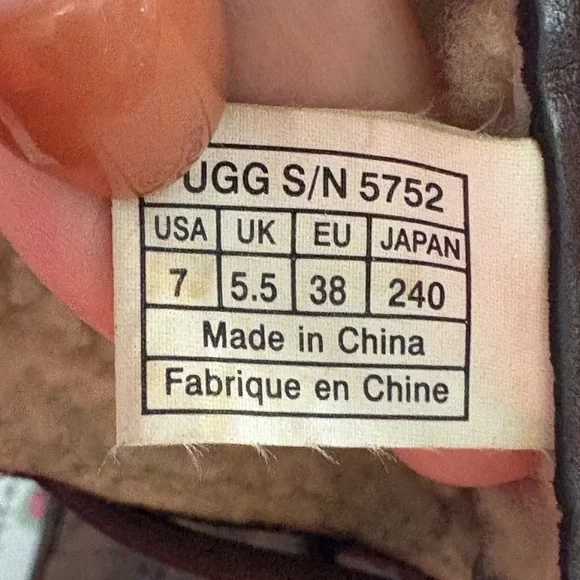 UGG S/N 5752
USA UK EU JAPAN
7 5.5 38 240
Made in China
Fabrique en Chine